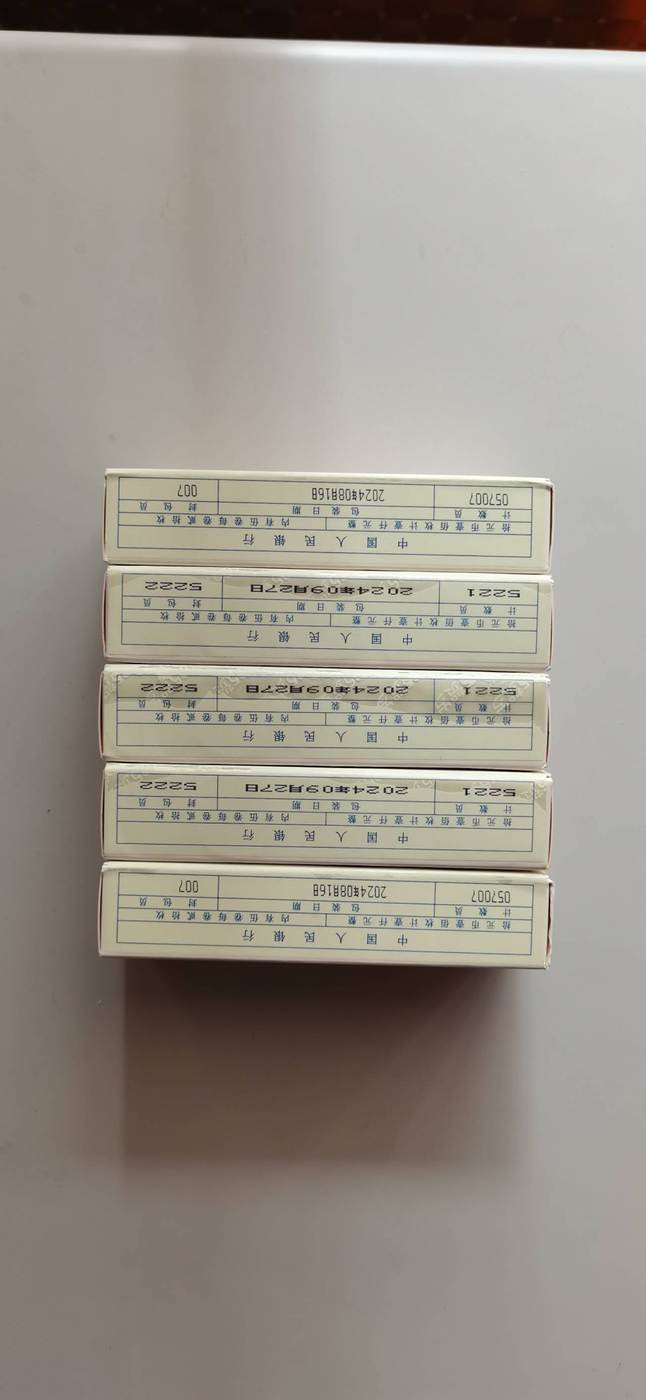 中国人民银行
拾元币壹佰枚计壹仟元整 内有伍卷每卷贰拾枚
计数员 包装日期 封包员
057007 2024年08月16日 007
中国人民银行
拾元币壹佰枚计壹仟元整 内有伍卷每卷贰拾枚
计数员 包装日期 封包员
5221 2024年09月27日 5222
中国人民银行
拾元币壹佰枚计壹仟元整 内有伍卷每卷贰拾枚
计数员 包装日期 封包员
5221 2024年09月27日 5222
中国人民银行
拾元币壹佰枚计壹仟元整 内有伍卷每卷贰拾枚
计数员 包装日期 封包员
5221 2024年09月27日 5222
中国人民银行
拾元币壹佰枚计壹仟元整 内有伍卷每卷贰拾枚
计数员 包装日期 封包员
057007 2024年08月16日 007